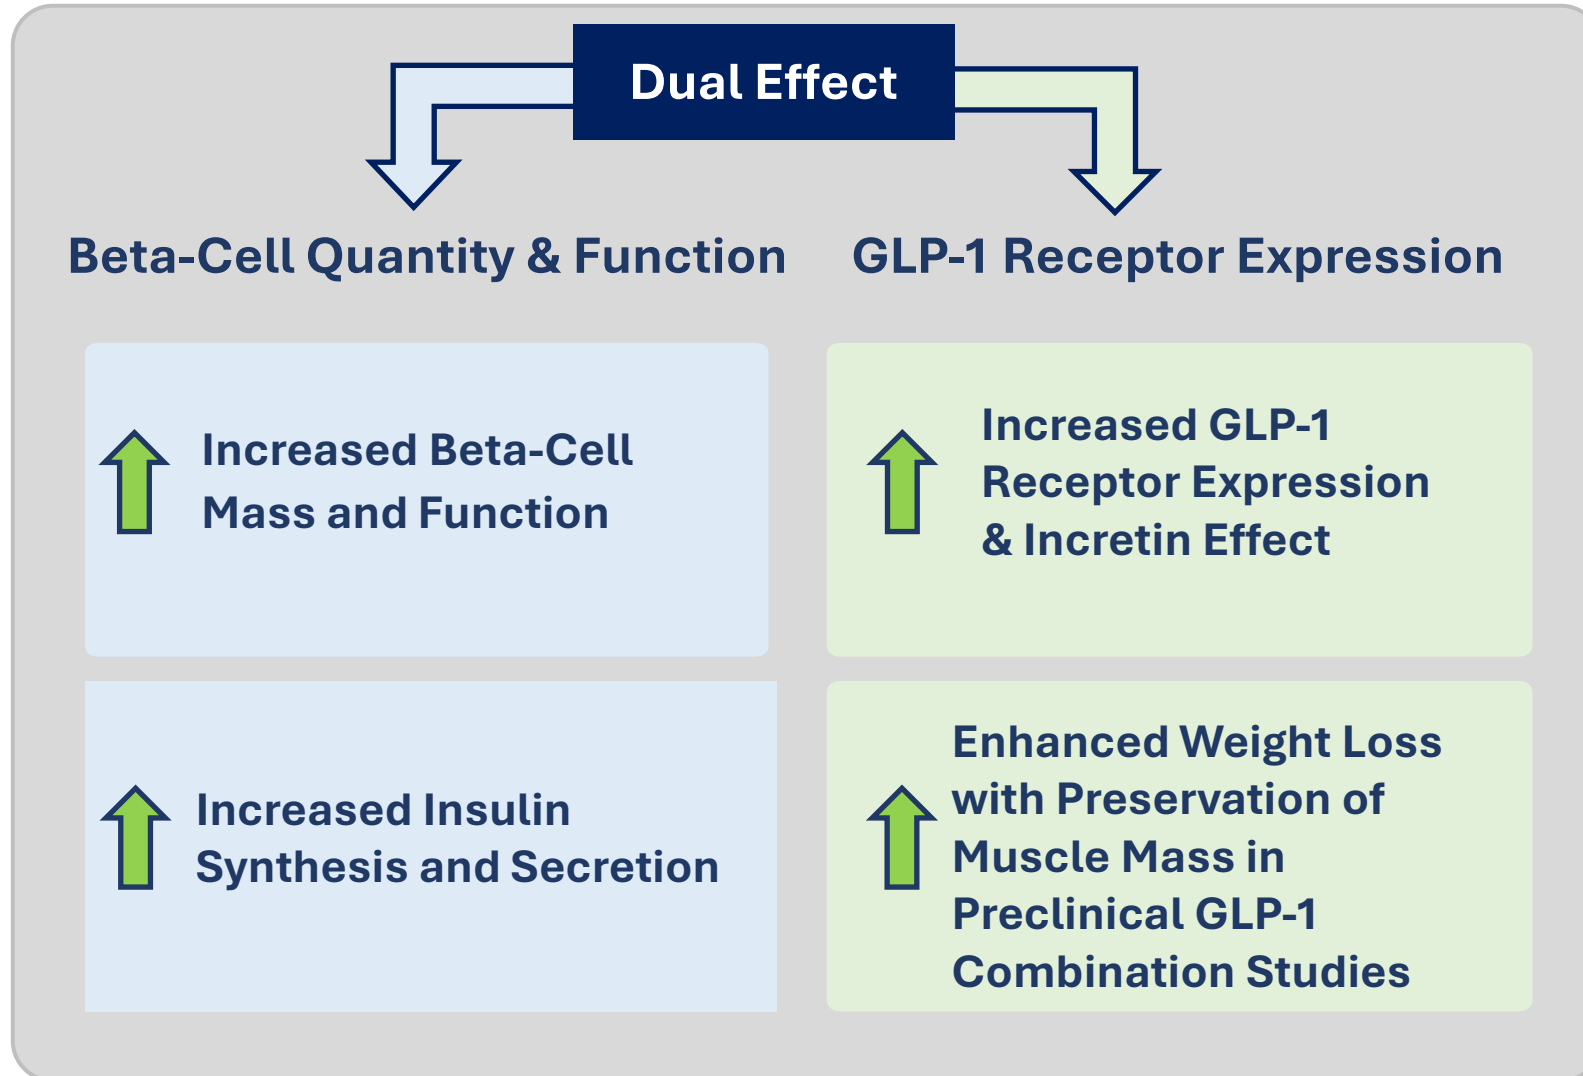 Dual Effect
Beta-Cell Quantity & Function
GLP-1 Receptor Expression
Increased Beta-Cell
Mass and Function
Increased GLP-1
Receptor Expression
& Incretin Effect
Increased Insulin
Synthesis and Secretion
Enhanced Weight Loss
with Preservation of
Muscle Mass in
Preclinical GLP-1
Combination Studies